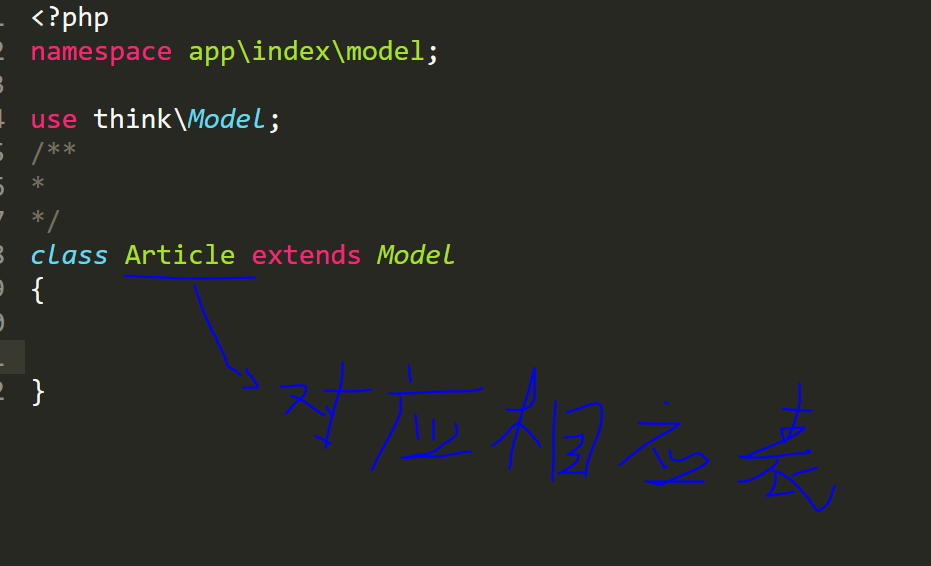 <?php
namespace app\index\model;
use think\Model;
/**
*
*/
class Article extends Model
{
}
对应相应表